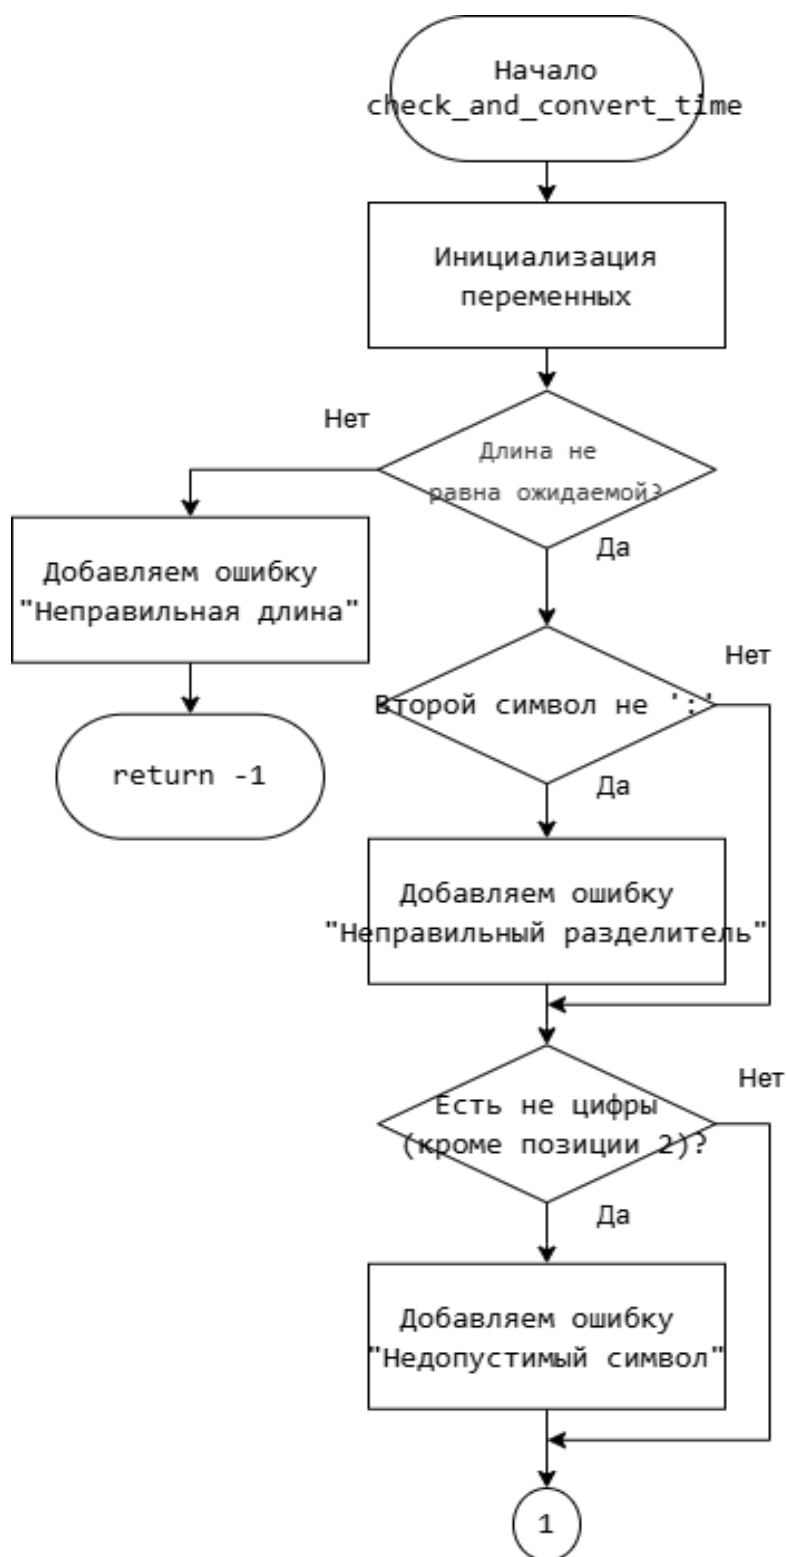 Начало
check_and_convert_time
Инициализация
переменных
Нет
Длина не
равна ожидаемой?
Да
Добавляем ошибку
"Неправильная длина"
return -1
Нет
Второй символ не ':'
Да
Добавляем ошибку
"Неправильный разделитель"
Нет
Есть не цифры
(кроме позиции 2)?
Да
Добавляем ошибку
"Недопустимый символ"
1